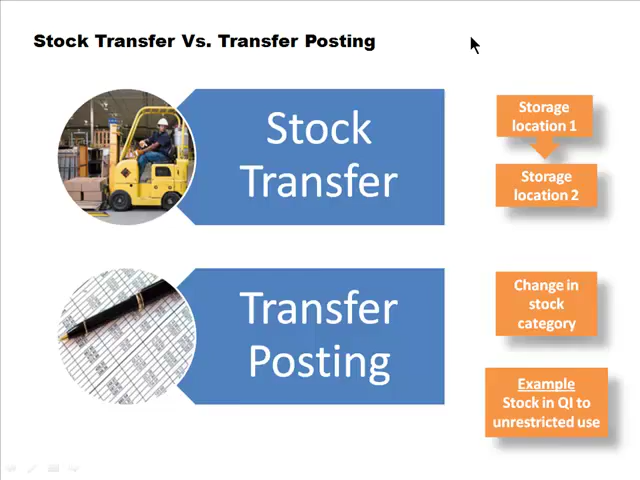 Stock Transfer Vs. Transfer Posting
Stock
Transfer
Storage
location 1
Storage
location 2
Transfer
Posting
Change in
stock
category
Example
Stock in QI to
unrestricted use